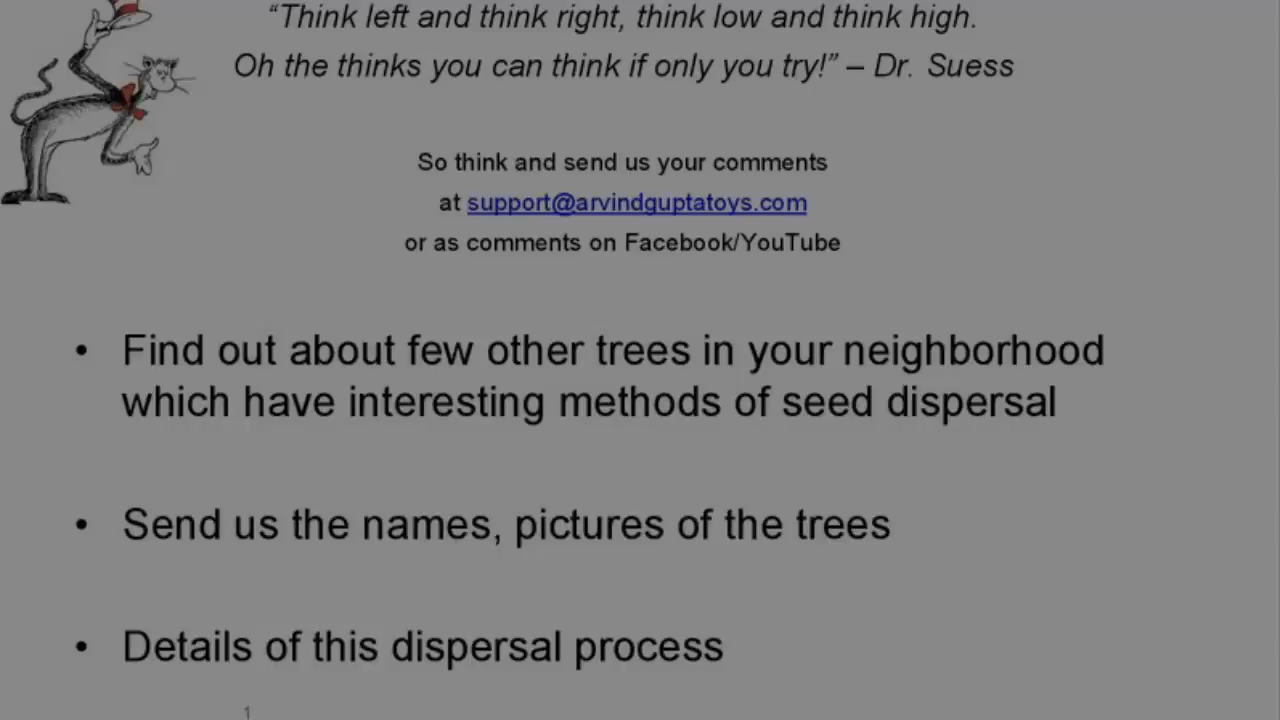 “Think left and think right, think low and think high.
Oh the thinks you can think if only you try!” – Dr. Suess
So think and send us your comments
at support@arvindguptatoys.com
or as comments on Facebook/YouTube
• Find out about few other trees in your neighborhood
which have interesting methods of seed dispersal
• Send us the names, pictures of the trees
• Details of this dispersal process
1